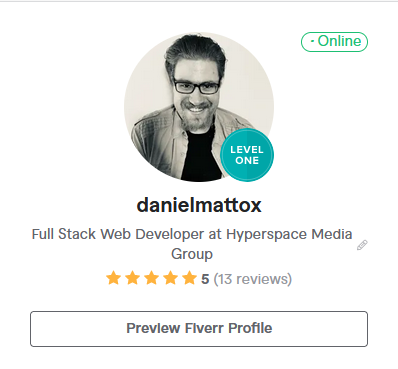 · Online
LEVEL
ONE
danielmattox
Full Stack Web Developer at Hyperspace Media
Group
5 (13 reviews)
Preview Fiverr Profile